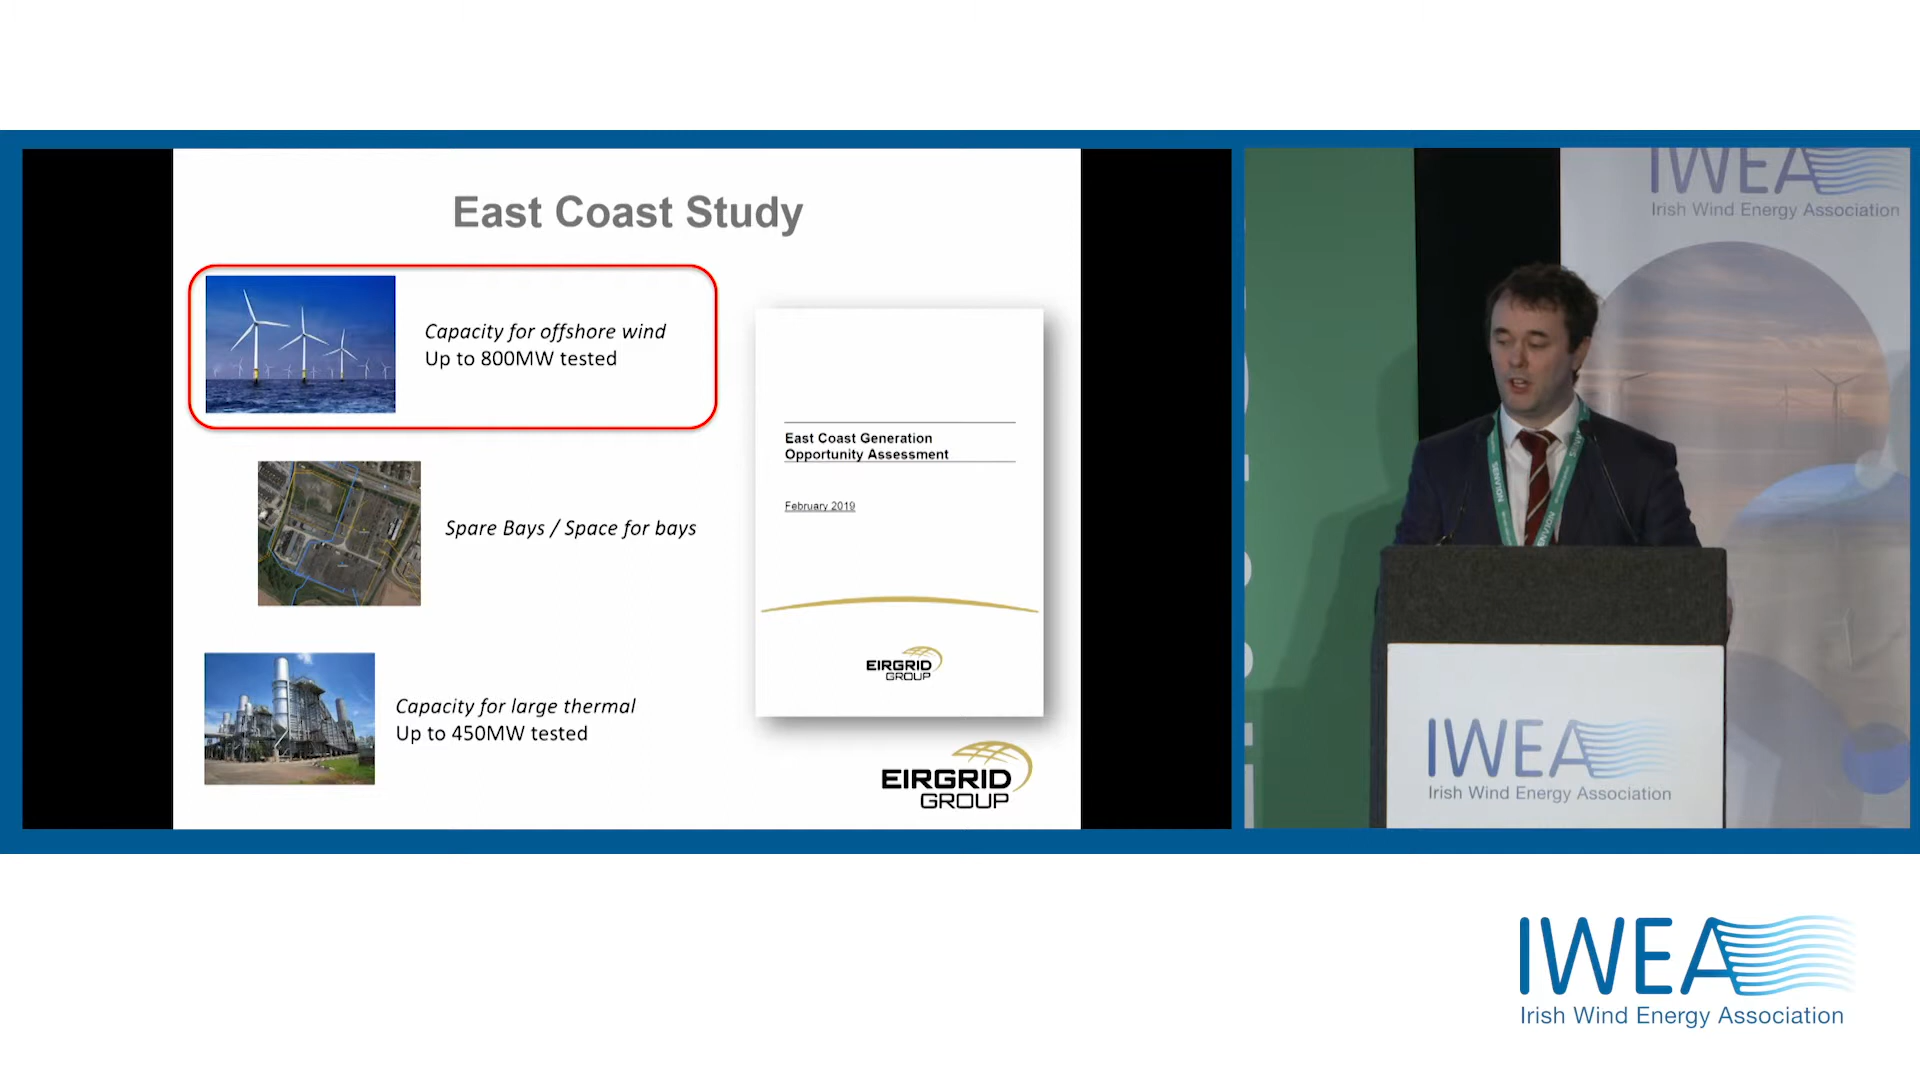 East Coast Study
Capacity for offshore wind
Up to 800MW tested
Spare Bays / Space for bays
Capacity for large thermal
Up to 450MW tested
East Coast Generation
Opportunity Assessment
February 2019
EIRGRID
GROUP
EIRGRID
GROUP
IWEA
Irish Wind Energy Association
ENVISION
IWEA
Irish Wind Energy Association
IWEA
Irish Wind Energy Association